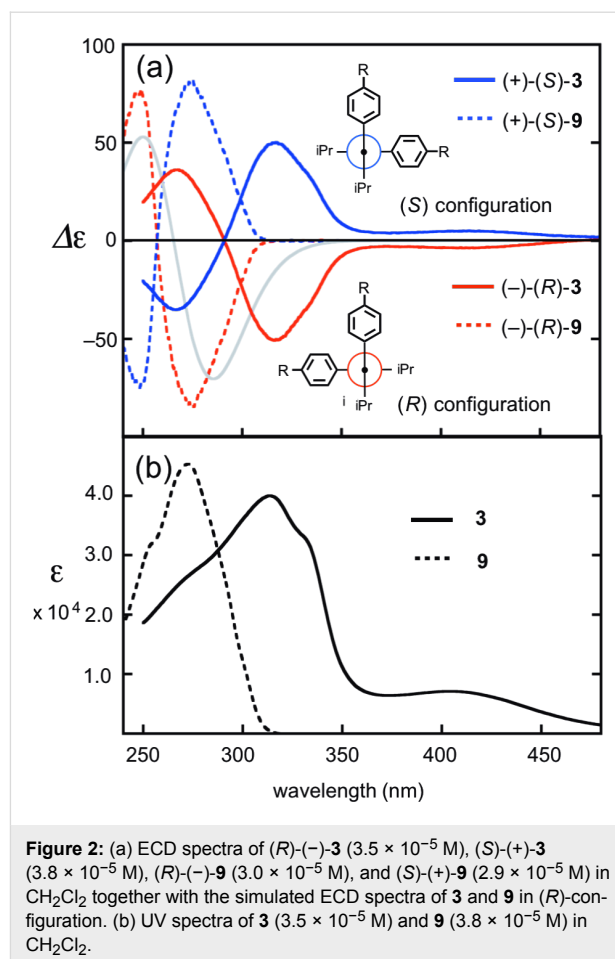 100
50
0
–50
Δε
(a)
R
iPr
iPr
R
(S) configuration
(+)-(S)-3
(+)-(S)-9
(–)-(R)-3
(–)-(R)-9
R
R
iPr
i
iPr
(R) configuration
(b)
4.0
3.0
2.0
1.0
ε
x 10⁴
3
9
250 300 350 400 450
wavelength (nm)
Figure 2: (a) ECD spectra of (R)-(−)-3 (3.5 × 10⁻⁵ M), (S)-(+)-3
(3.8 × 10⁻⁵ M), (R)-(−)-9 (3.0 × 10⁻⁵ M), and (S)-(+)-9 (2.9 × 10⁻⁵ M) in
CH₂Cl₂ together with the simulated ECD spectra of 3 and 9 in (R)-con-
figuration. (b) UV spectra of 3 (3.5 × 10⁻⁵ M) and 9 (3.8 × 10⁻⁵ M) in
CH₂Cl₂.